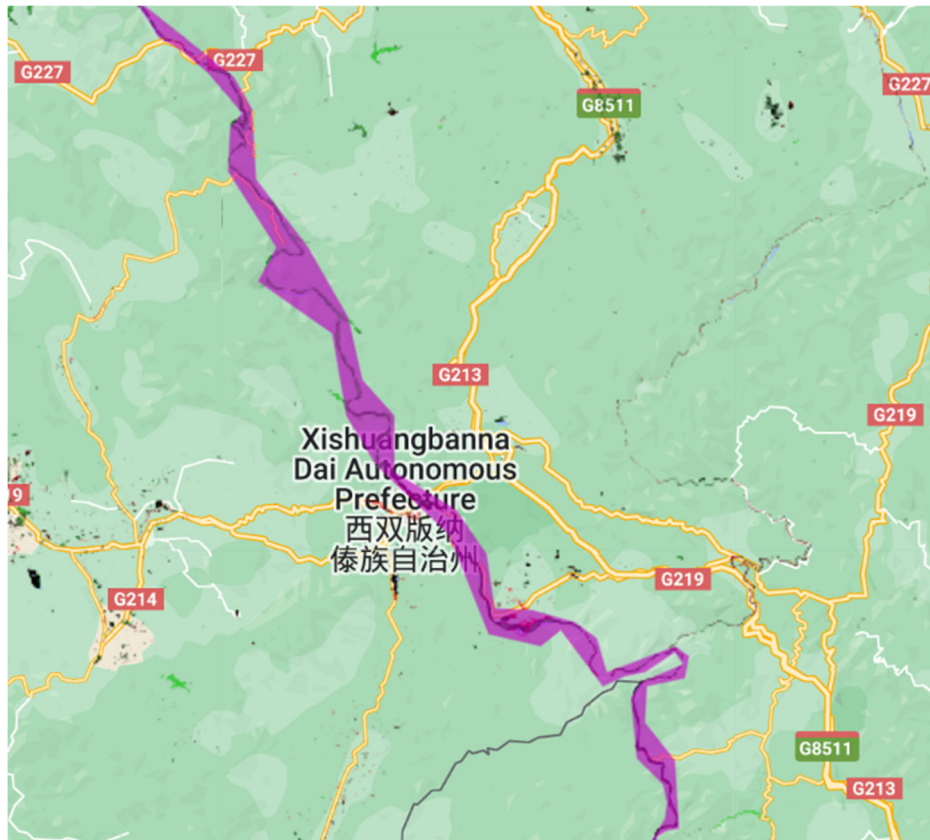 G227
G227
G227
G8511
G213
G219
Xishuangbanna
Dai Autonomous
Prefecture
西双版纳
傣族自治州
19
G219
G214
G8511
G213